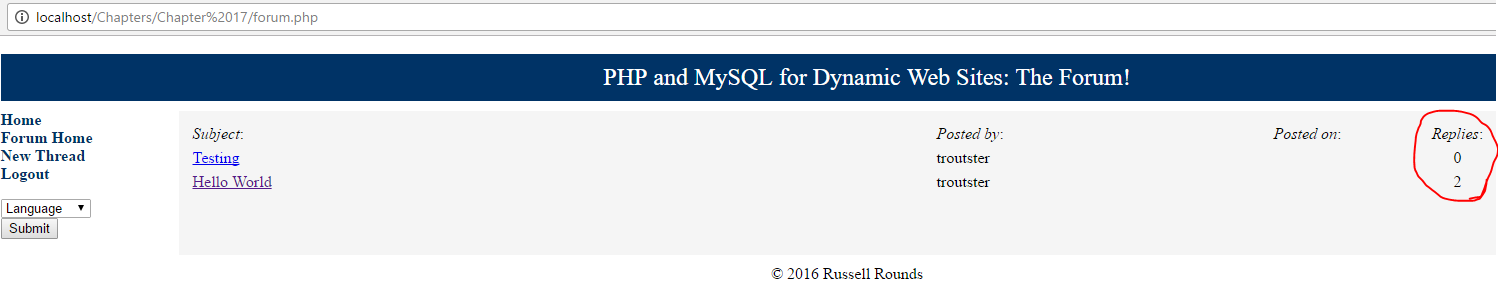 localhost/Chapters/Chapter%2017/forum.php
PHP and MySQL for Dynamic Web Sites: The Forum!
Home
Forum Home
New Thread
Logout
Language
Submit
Subject: Posted by: Posted on: Replies:
Testing troutster 0
Hello World troutster 2
© 2016 Russell Rounds